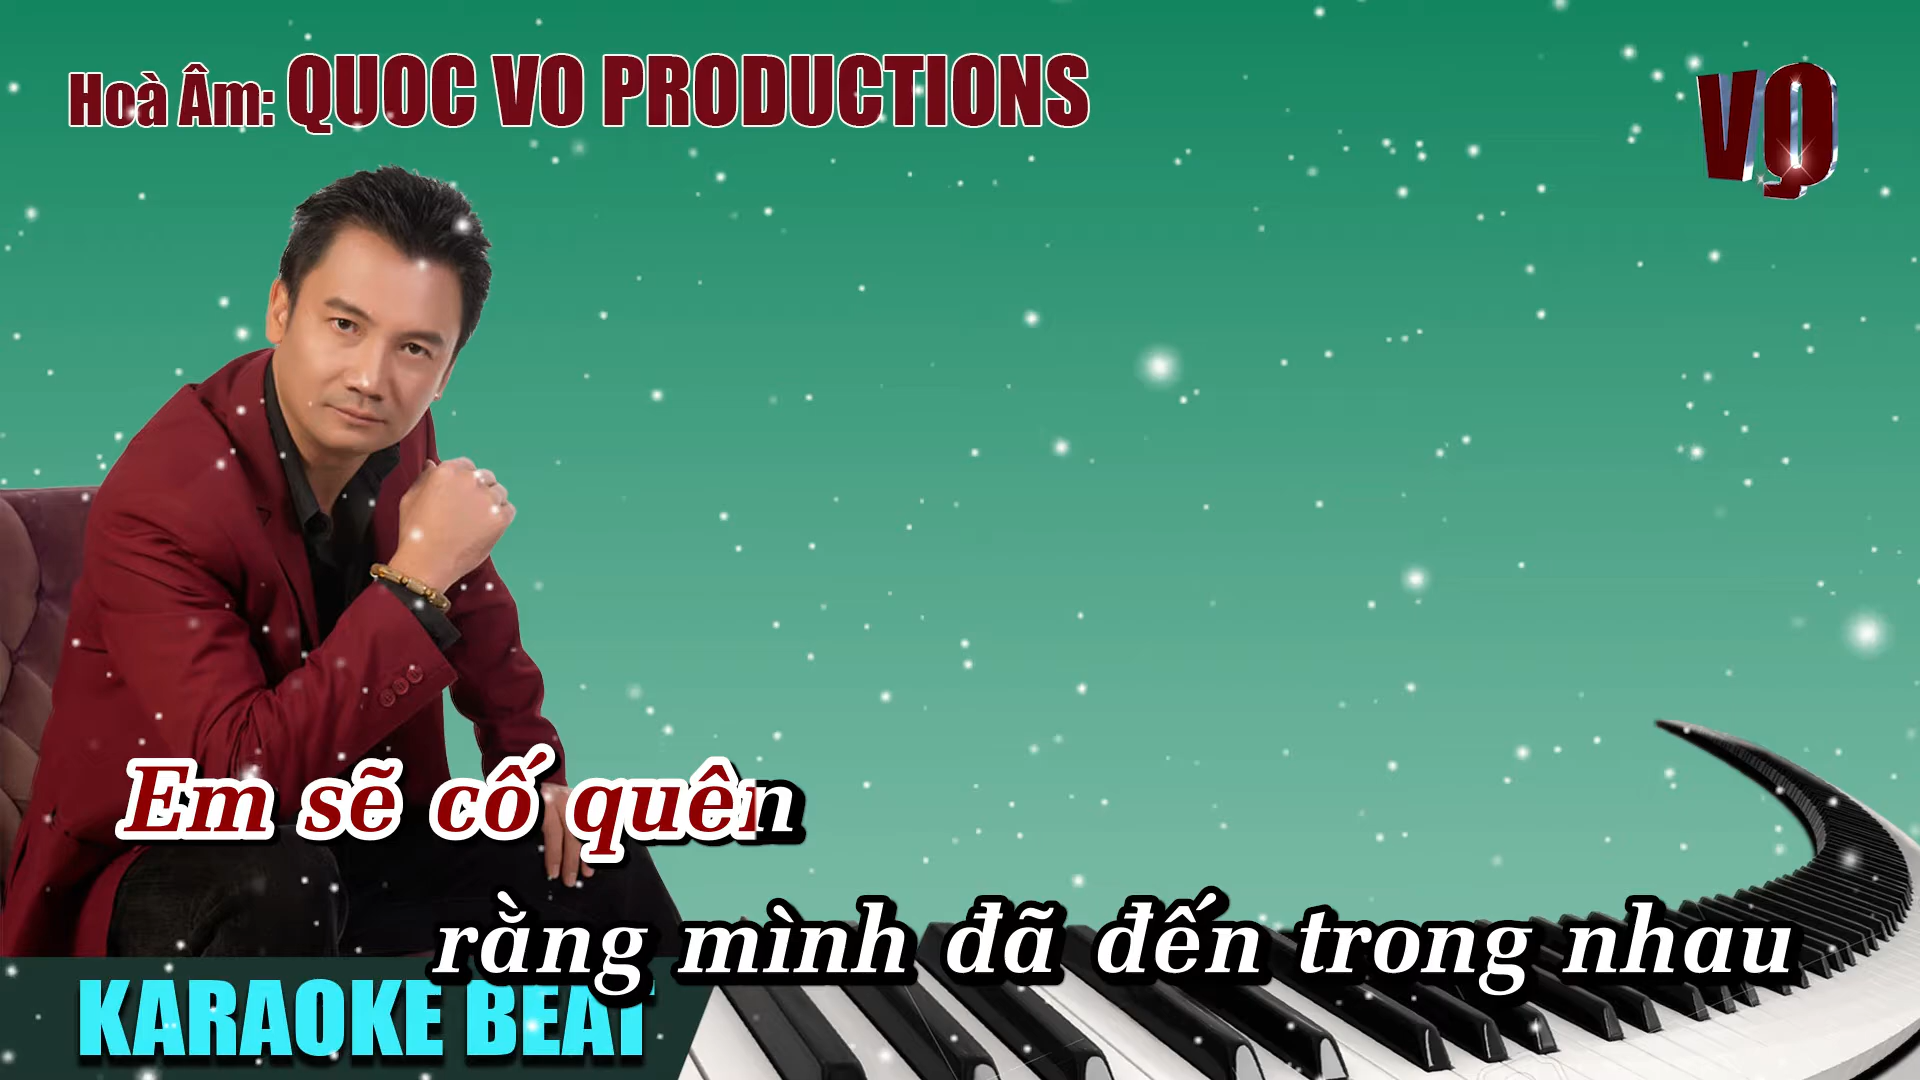 Hoà Âm: QUOC VO PRODUCTIONS
VQ
Em sẽ cố quên
rằng mình đã đến trong nhau
KARAOKE BEAT